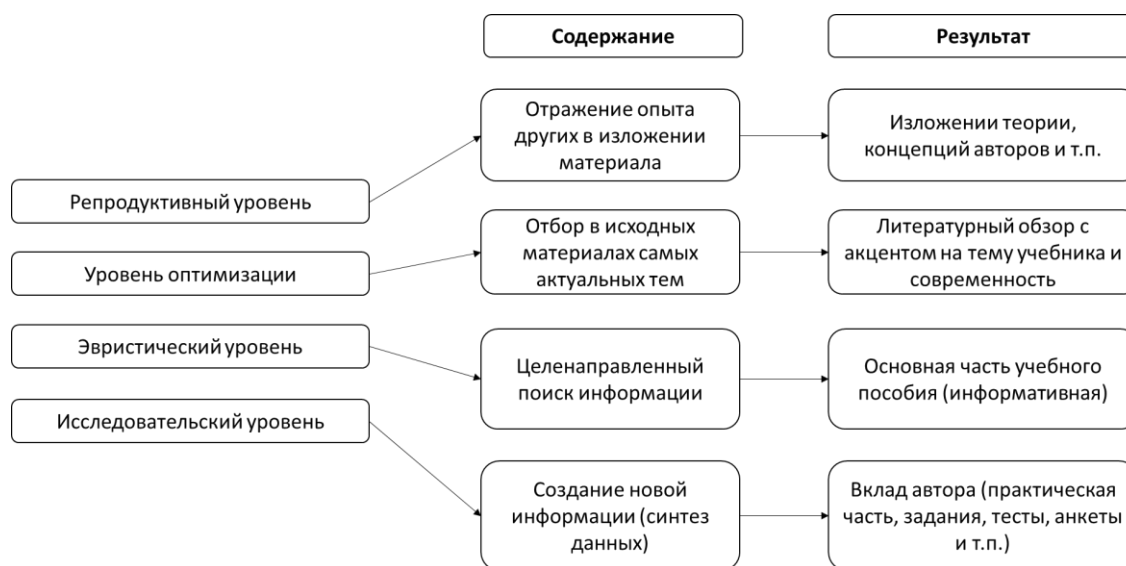 Содержание
Результат
Репродуктивный уровень
Отражение опыта
других в изложении
материала
Изложении теории,
концепций авторов и т.п.
Уровень оптимизации
Отбор в исходных
материалах самых
актуальных тем
Литературный обзор с
акцентом на тему учебника и
современность
Эвристический уровень
Целенаправленный
поиск информации
Основная часть учебного
пособия (информативная)
Исследовательский уровень
Создание новой
информации (синтез
данных)
Вклад автора (практическая
часть, задания, тесты, анкеты
и т.п.)